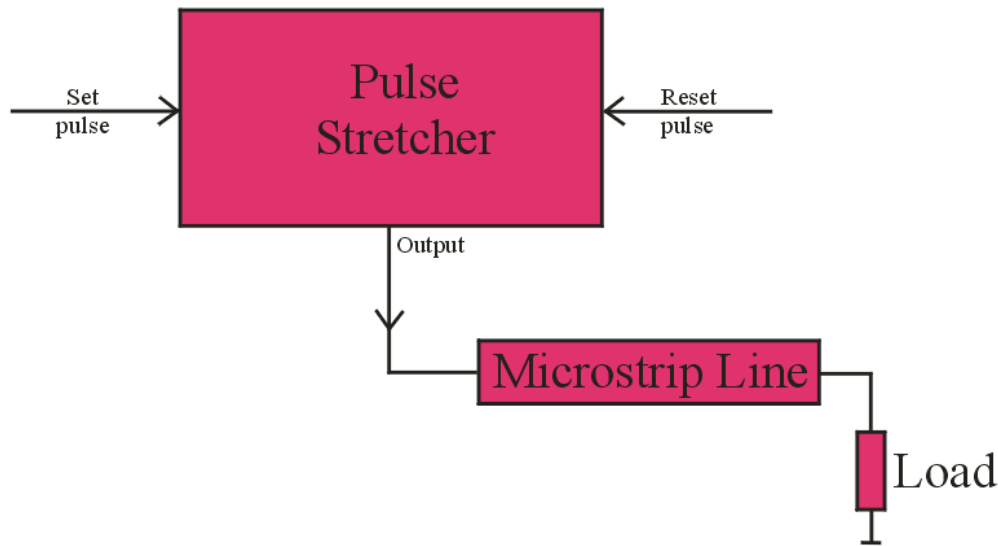 Pulse
Stretcher
Set
pulse
Reset
pulse
Output
Microstrip Line
Load